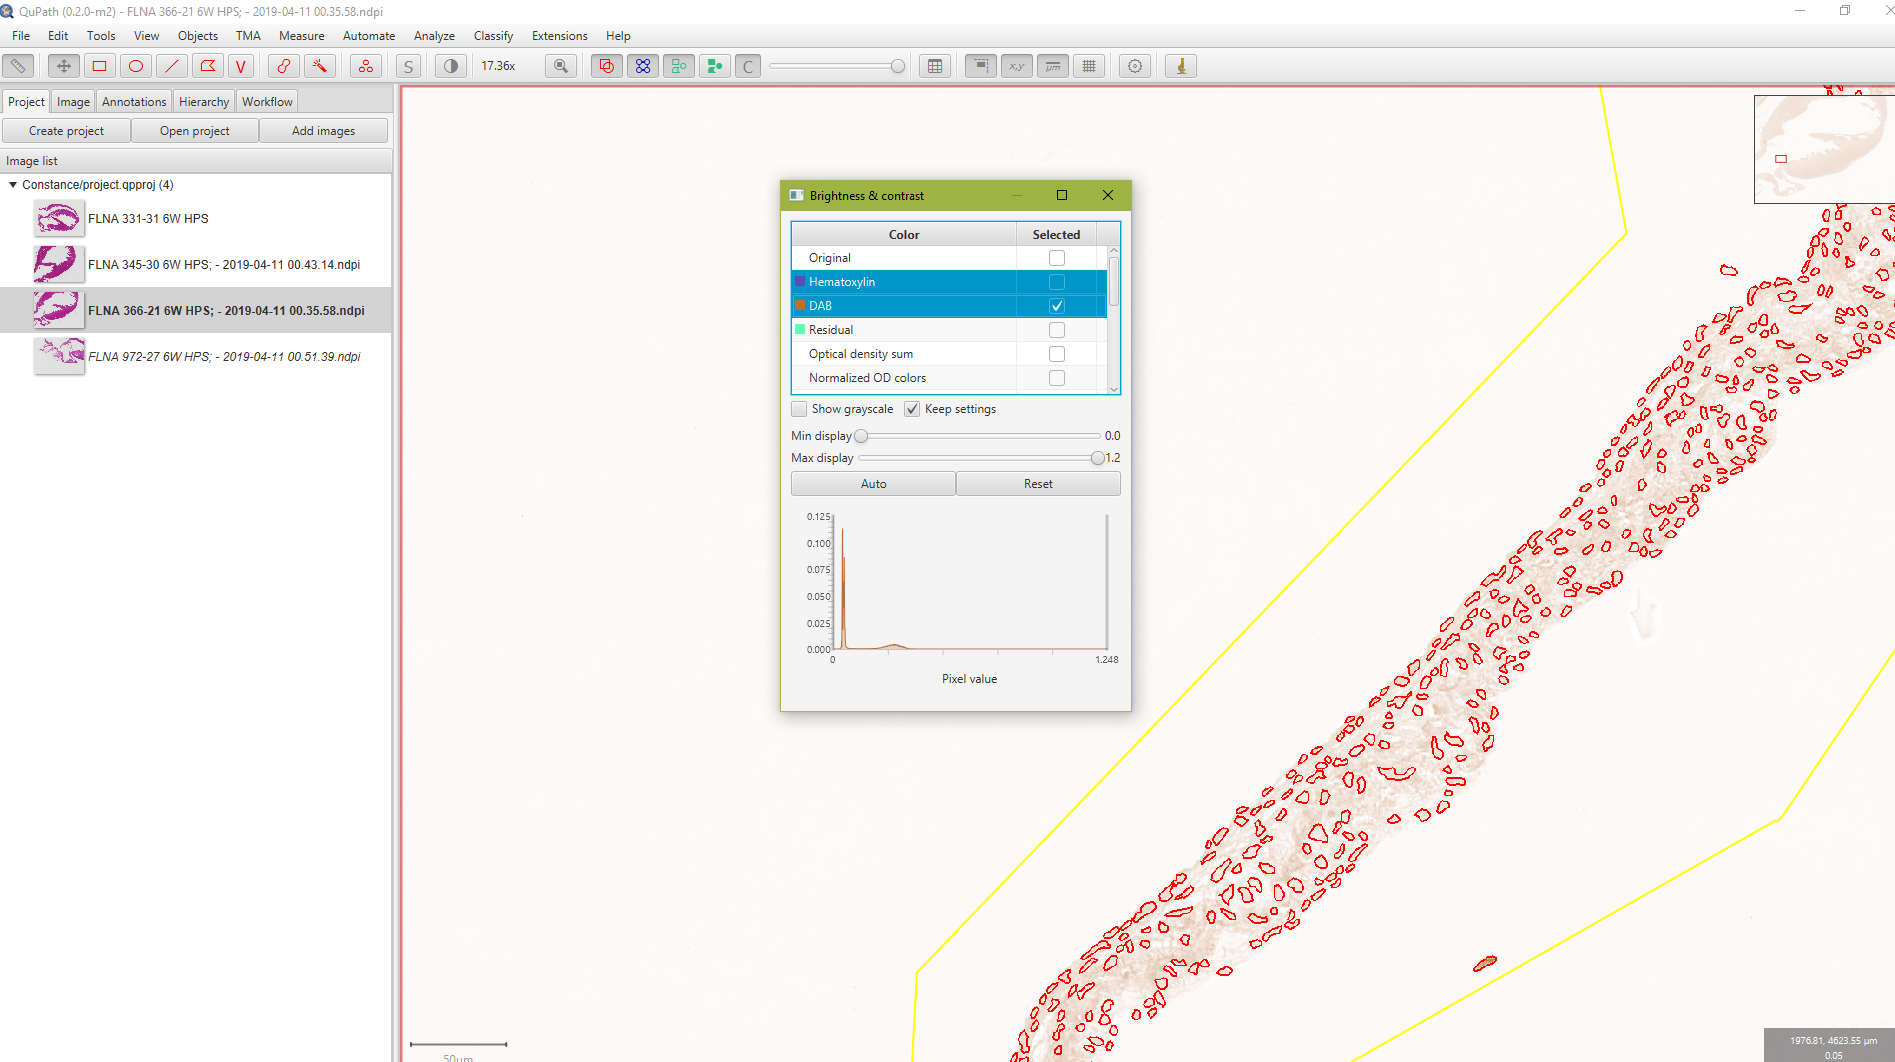 QuPath (0.2.0-m2) - FLNA 366-21 6W HPS; - 2019-04-11 00.35.58.ndpi
File Edit Tools View Objects TMA Measure Automate Analyze Classify Extensions Help
V S 17.36x C x,y μm
Project Image Annotations Hierarchy Workflow
Create project Open project Add images
Image list
Constance/project.qpproj (4)
FLNA 331-31 6W HPS
FLNA 345-30 6W HPS; - 2019-04-11 00.43.14.ndpi
FLNA 366-21 6W HPS; - 2019-04-11 00.35.58.ndpi
FLNA 972-27 6W HPS; - 2019-04-11 00.51.39.ndpi
Brightness & contrast
Color Selected
Original
Hematoxylin
DAB
Residual
Optical density sum
Normalized OD colors
Show grayscale Keep settings
Min display 0.0
Max display 1.2
Auto Reset
0.125
0.100
0.075
0.050
0.025
0.000
0 1.248
Pixel value
50μm
1976.81, 4623.55 μm
0.05